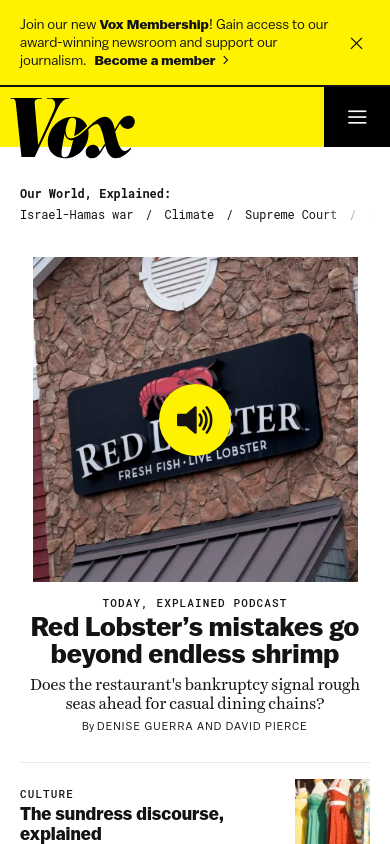 Join our new Vox Membership! Gain access to our
award-winning newsroom and support our
journalism. Become a member >
Vox
Our World, Explained:
Israel-Hamas war / Climate / Supreme Court /
RED LOBSTER
FRESH FISH • LIVE LOBSTER
TODAY, EXPLAINED PODCAST
Red Lobster’s mistakes go
beyond endless shrimp
Does the restaurant's bankruptcy signal rough
seas ahead for casual dining chains?
By DENISE GUERRA AND DAVID PIERCE
CULTURE
The sundress discourse,
explained